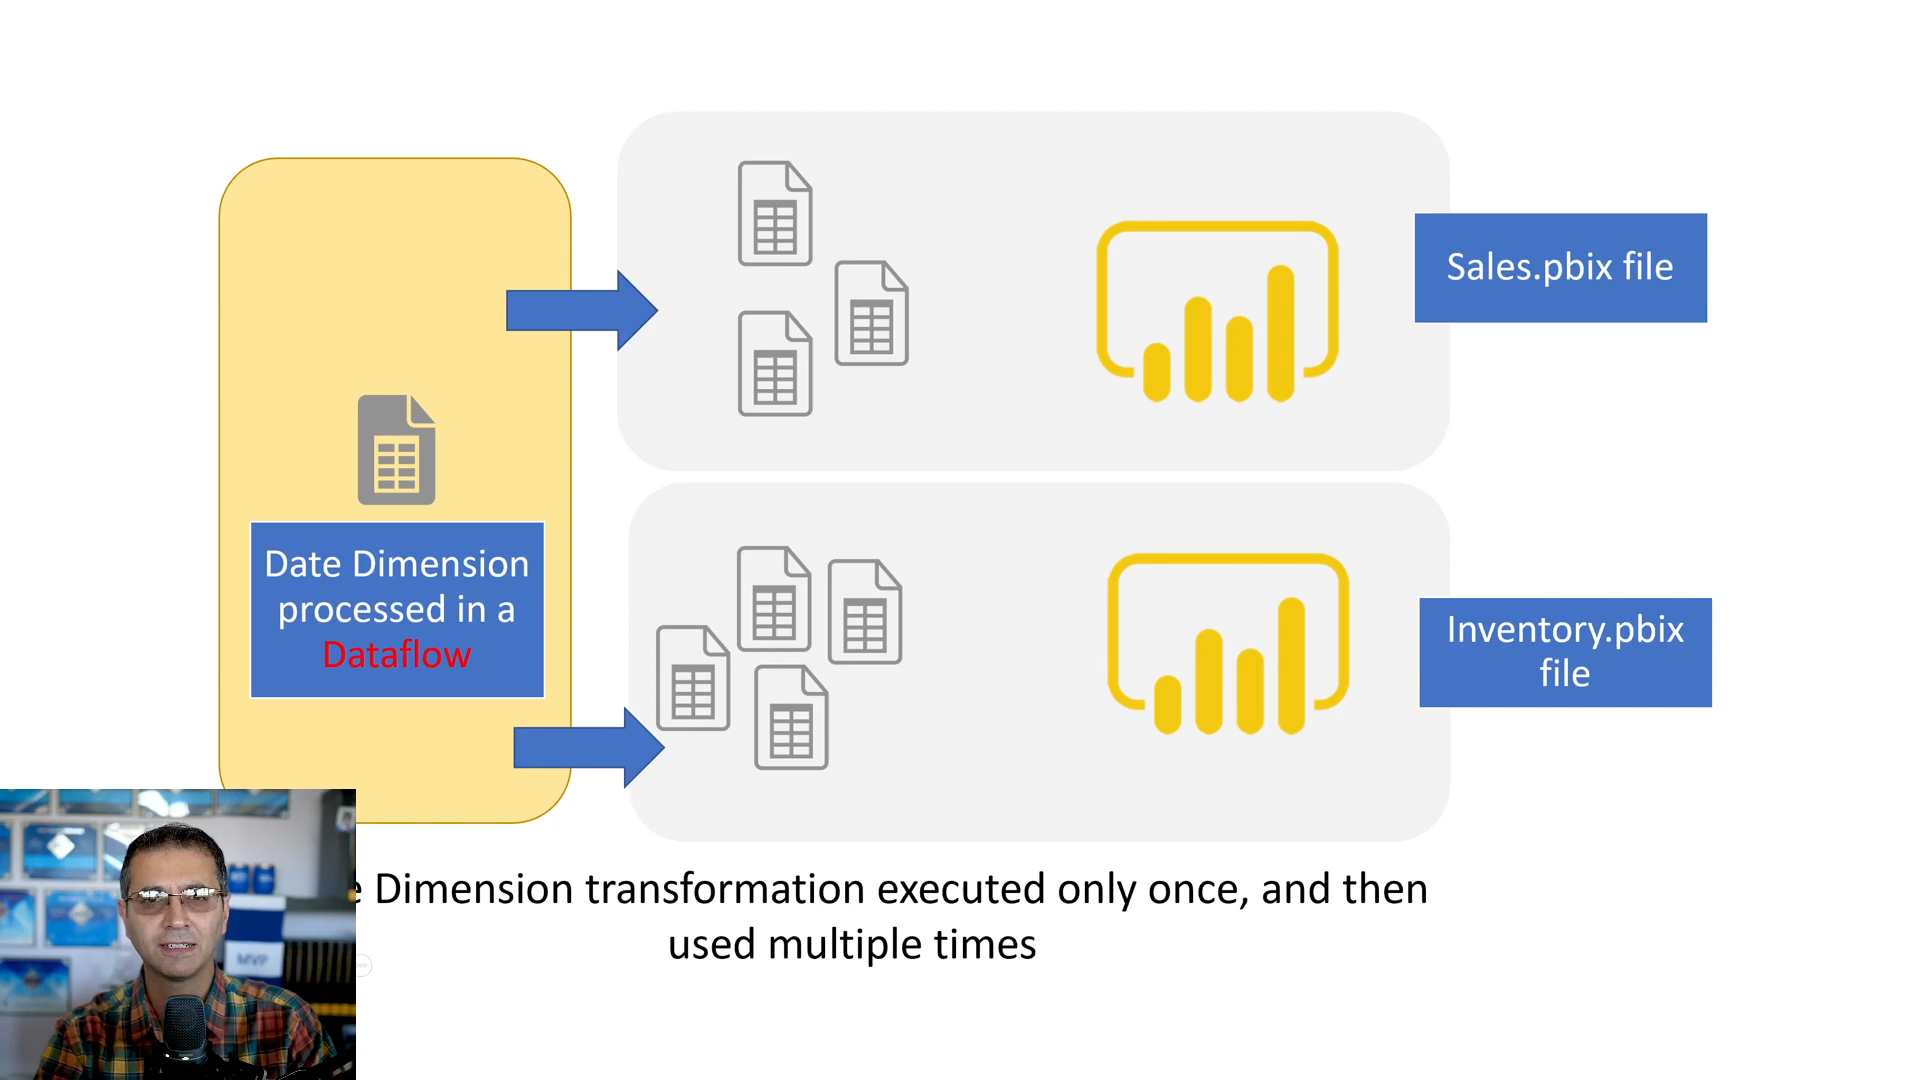 Sales.pbix file
Date Dimension
processed in a
Dataflow
Inventory.pbix
file
e Dimension transformation executed only once, and then
used multiple times
MVP